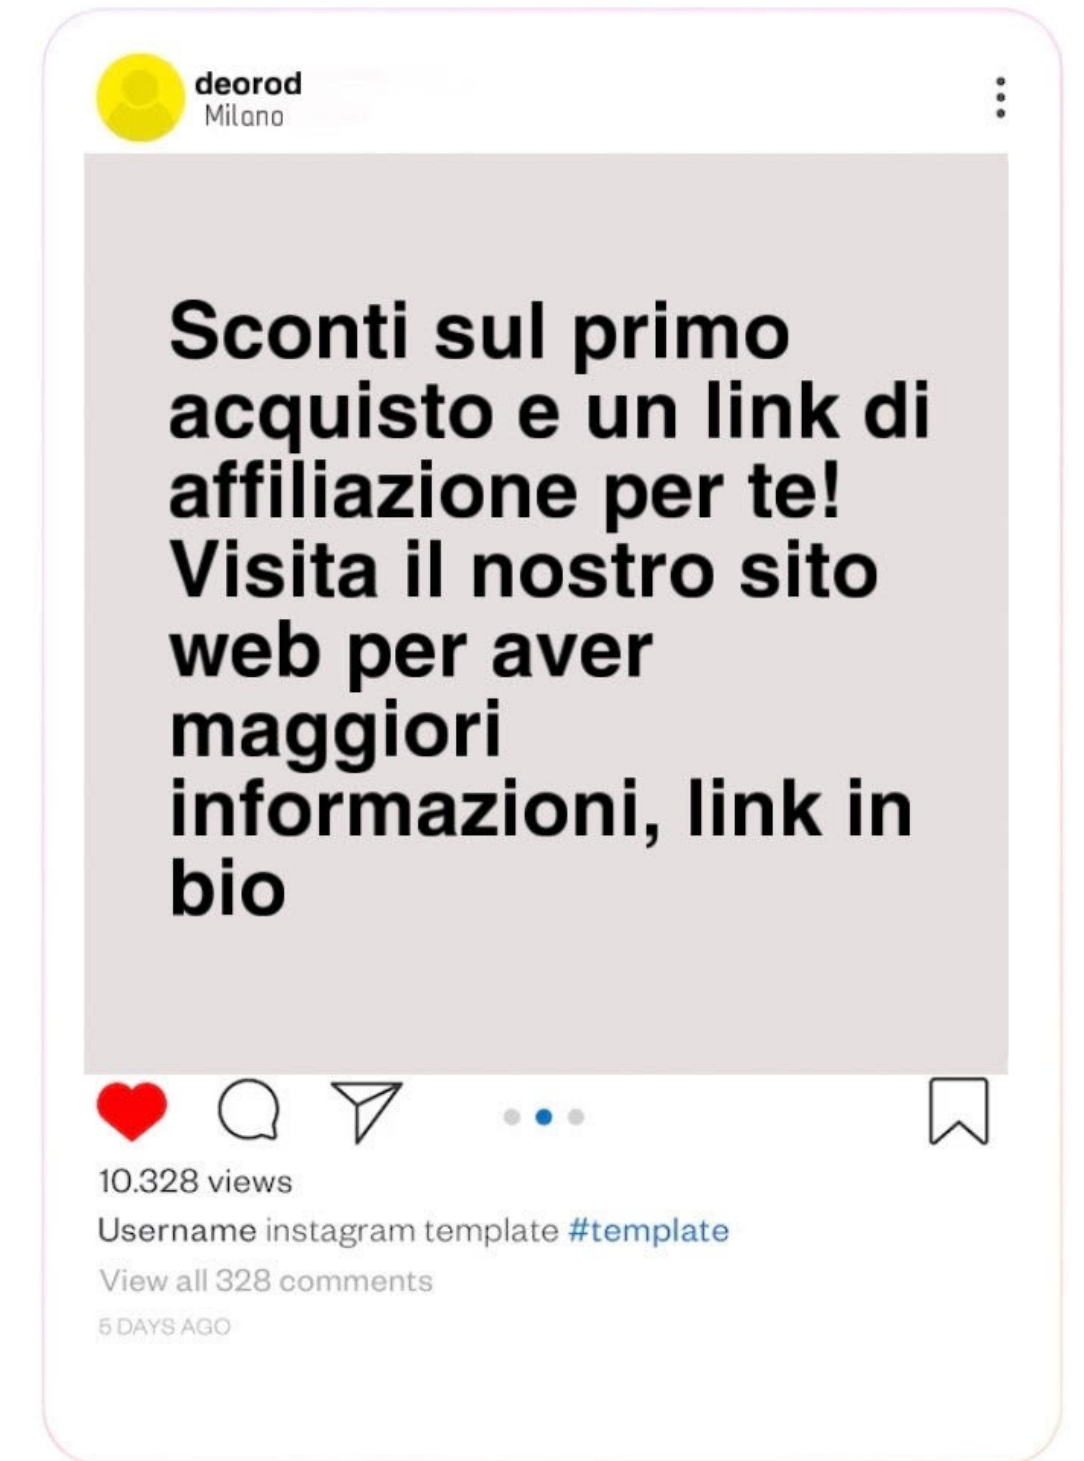 deorod
Milano
Sconti sul primo
acquisto e un link di
affiliazione per te!
Visita il nostro sito
web per aver
maggiori
informazioni, link in
bio
10.328 views
Username instagram template #template
View all 328 comments
5 DAYS AGO